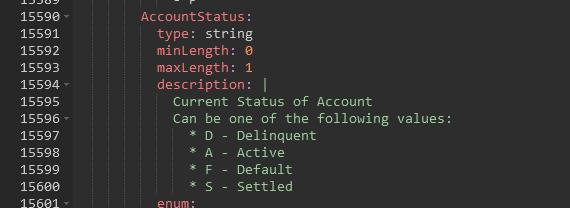 15589 - P
15590 AccountStatus:
15591 type: string
15592 minLength: 0
15593 maxLength: 1
15594 description: |
15595 Current Status of Account
15596 Can be one of the following values:
15597 * D - Delinquent
15598 * A - Active
15599 * F - Default
15600 * S - Settled
15601 enum: